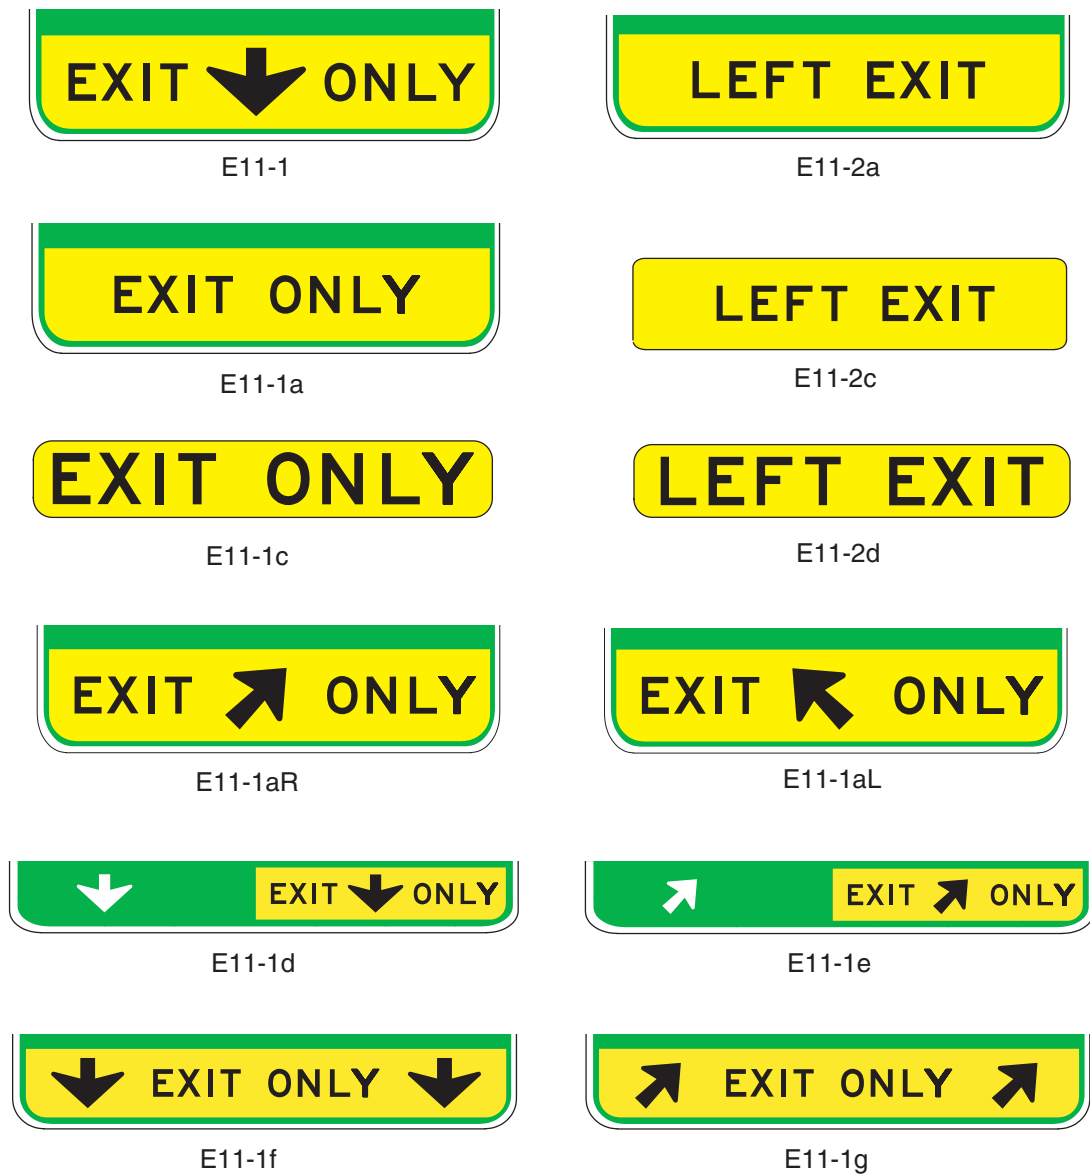 EXIT ONLY
E11-1
LEFT EXIT
E11-2a
EXIT ONLY
E11-1a
LEFT EXIT
E11-2c
EXIT ONLY
E11-1c
LEFT EXIT
E11-2d
EXIT ONLY
E11-1aR
EXIT ONLY
E11-1aL
EXIT ONLY
E11-1d
EXIT ONLY
E11-1e
EXIT ONLY
E11-1f
EXIT ONLY
E11-1g